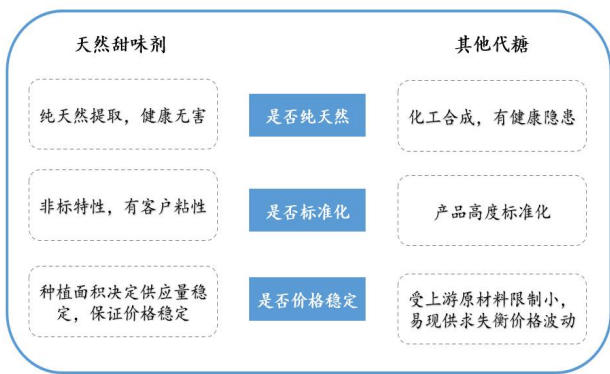 天然甜味剂
其他代糖
纯天然提取，健康无害
是否纯天然
化工合成，有健康隐患
非标特性，有客户粘性
是否标准化
产品高度标准化
种植面积决定供应量稳
定，保证价格稳定
是否价格稳定
受上游原材料限制小，
易现供求失衡价格波动